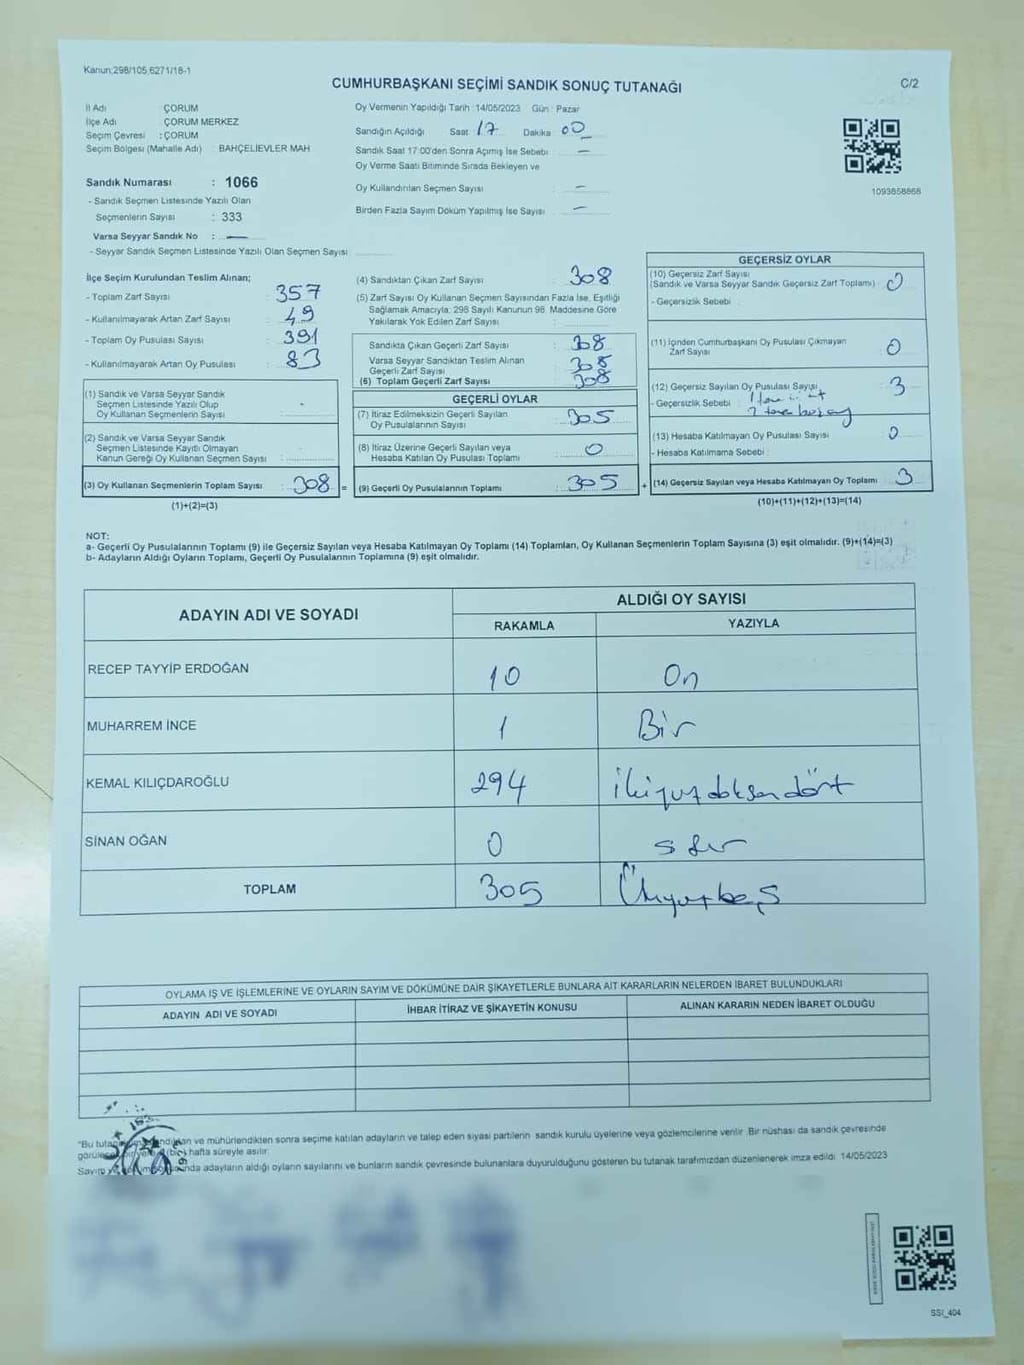 Kanun;298/105,6271/18-1
CUMHURBAŞKANI SEÇİMİ SANDIK SONUÇ TUTANAĞI
C/2
İl Adı : ÇORUM
İlçe Adı : ÇORUM MERKEZ
Seçim Çevresi : ÇORUM
Seçim Bölgesi (Mahalle Adı) : BAHÇELİEVLER MAH
Sandık Numarası : 1066
- Sandık Seçmen Listesinde Yazılı Olan
Seçmenlerin Sayısı : 333
Varsa Seyyar Sandık No : —
- Seyyar Sandık Seçmen Listesinde Yazılı Olan Seçmen Sayısı
Oy Vermenin Yapıldığı Tarih :14/05/2023 Gün : Pazar
Sandığın Açıldığı Saat 17 Dakika 00
Sandık Saat 17:00'den Sonra Açımış İse Sebebi : —
Oy Verme Saati Bitiminde Sırada Bekleyen ve
Oy Kullandırılan Seçmen Sayısı : —
Birden Fazla Sayım Döküm Yapılmış İse Sayısı : —
1093858868
İlçe Seçim Kurulundan Teslim Alınan;
- Toplam Zarf Sayısı : 357
- Kullanılmayarak Artan Zarf Sayısı : 49
- Toplam Oy Pusulası Sayısı : 391
- Kullanılmayarak Artan Oy Pusulası : 83
(1) Sandık ve Varsa Seyyar Sandık
Seçmen Listesinde Yazılı Olup
Oy Kullanan Seçmenlerin Sayısı :
(2) Sandık ve Varsa Seyyar Sandık
Seçmen Listesinde Kayıtlı Olmayan
Kanun Gereği Oy Kullanan Seçmen Sayısı :
(3) Oy Kullanan Seçmenlerin Toplam Sayısı : 308 =
(1)+(2)=(3)
(4) Sandıktan Çıkan Zarf Sayısı : 308
(5) Zarf Sayısı Oy Kullanan Seçmen Sayısından Fazla İse, Eşitliği
Sağlamak Amacıyla; 298 Sayılı Kanunun 98. Maddesine Göre
Yakılarak Yok Edilen Zarf Sayısı :
Sandıkta Çıkan Geçerli Zarf Sayısı : 308
Varsa Seyyar Sandıktan Teslim Alınan
Geçerli Zarf Sayısı : 308
(6) Toplam Geçerli Zarf Sayısı : 308
GEÇERLİ OYLAR
(7) İtiraz Edilmeksizin Geçerli Sayılan
Oy Pusulalarının Sayısı : 305
(8) İtiraz Üzerine Geçerli Sayılan veya
Hesaba Katılan Oy Pusulası Toplamı : 0
(9) Geçerli Oy Pusulalarının Toplamı : 305 +
GEÇERSİZ OYLAR
(10) Geçersiz Zarf Sayısı
(Sandık ve Varsa Seyyar Sandık Geçersiz Zarf Toplamı) : 0
- Geçersizlik Sebebi :
(11) İçinden Cumhurbaşkanı Oy Pusulası Çıkmayan
Zarf Sayısı : 0
(12) Geçersiz Sayılan Oy Pusulası Sayısı : 3
- Geçersizlik Sebebi : 1 tane
2 tane
(13) Hesaba Katılmayan Oy Pusulası Sayısı : 0
- Hesaba Katılmama Sebebi :
(14) Geçersiz Sayılan veya Hesaba Katılmayan Oy Toplamı : 3
(10)+(11)+(12)+(13)=(14)
NOT:
a- Geçerli Oy Pusulalarının Toplamı (9) ile Geçersiz Sayılan veya Hesaba Katılmayan Oy Toplamı (14) Toplamları, Oy Kullanan Seçmenlerin Toplam Sayısına (3) eşit olmalıdır. (9)+(14)=(3)
b- Adayların Aldığı Oyların Toplamı, Geçerli Oy Pusulalarının Toplamına (9) eşit olmalıdır.
ADAYIN ADI VE SOYADI
ALDIĞI OY SAYISI
RAKAMLA YAZIYLA
RECEP TAYYİP ERDOĞAN 10 On
MUHARREM İNCE 1 Bir
KEMAL KILIÇDAROĞLU 294 ikiyüzdoksandört
SİNAN OĞAN 0 sıfır
TOPLAM 305 Üçyüzbeş
OYLAMA İŞ VE İŞLEMLERİNE VE OYLARIN SAYIM VE DÖKÜMÜNE DAİR ŞİKAYETLERLE BUNLARA AİT KARARLARIN NELERDEN İBARET BULUNDUKLARI
ADAYIN ADI VE SOYADI İHBAR İTİRAZ VE ŞİKAYETİN KONUSU ALINAN KARARIN NEDEN İBARET OLDUĞU
"Bu ve mühürlendikten sonra seçime katılan adayların ve talep eden siyasi partilerin sandık kurulu üyelerine veya gözlemcilerine verilir. Bir nüshası da sandık çevresinde
(bir) hafta süreyle asılır.
adayların aldığı oyların sayılarını ve bunların sandık çevresinde bulunanlara duyurulduğunu gösteren bu tutanak tarafımızdan düzenlenerek imza edildi. 14/05/2023
SSI_404